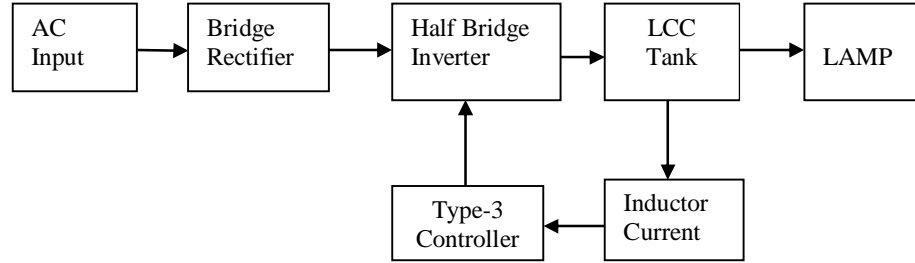 AC
Input
Bridge
Rectifier
Half Bridge
Inverter
LCC
Tank
LAMP
Type-3
Controller
Inductor
Current